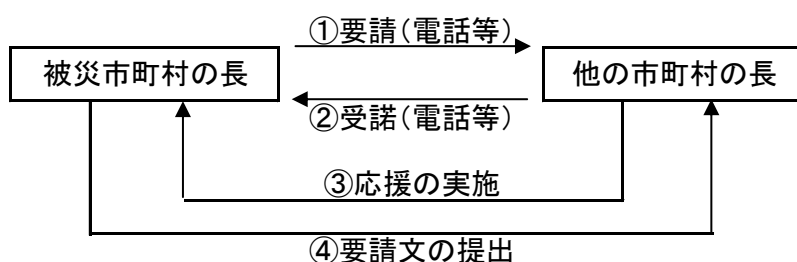 ①要請(電話等)
被災市町村の長
他の市町村の長
②受諾(電話等)
③応援の実施
④要請文の提出